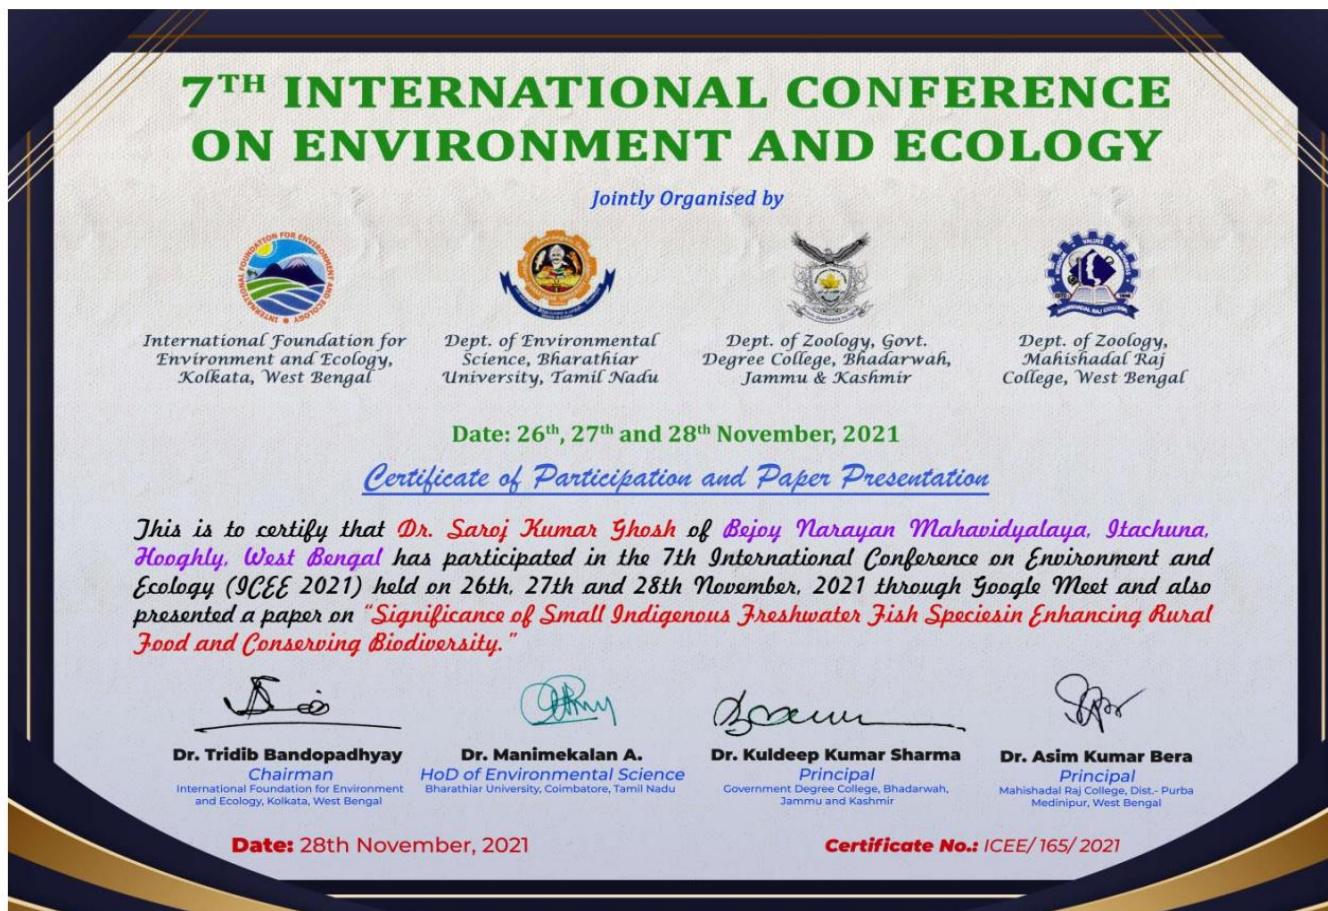 7TH INTERNATIONAL CONFERENCE
ON ENVIRONMENT AND ECOLOGY
Jointly Organised by
INTERNATIONAL FOUNDATION FOR ENVIRONMENT AND ECOLOGY
International Foundation for
Environment and Ecology,
Kolkata, West Bengal
Dept. of Environmental
Science, Bharathiar
University, Tamil Nadu
Dept. of Zoology, Govt.
Degree College, Bhadarwah,
Jammu & Kashmir
MAHISHADAL RAJ COLLEGE
Dept. of Zoology,
Mahishadal Raj
College, West Bengal
Date: 26th, 27th and 28th November, 2021
Certificate of Participation and Paper Presentation
This is to certify that Dr. Saroj Kumar Ghosh of Bejoy Narayan Mahavidyalaya, Itachuna,
Hooghly, West Bengal has participated in the 7th International Conference on Environment and
Ecology (ICEE 2021) held on 26th, 27th and 28th November, 2021 through Google Meet and also
presented a paper on "Significance of Small Indigenous Freshwater Fish Speciesin Enhancing Rural
Food and Conserving Biodiversity."
Dr. Tridib Bandopadhyay
Chairman
International Foundation for Environment
and Ecology, Kolkata, West Bengal
Dr. Manimekalan A.
HoD of Environmental Science
Bharathiar University, Coimbatore, Tamil Nadu
Dr. Kuldeep Kumar Sharma
Principal
Government Degree College, Bhadarwah,
Jammu and Kashmir
Dr. Asim Kumar Bera
Principal
Mahishadal Raj College, Dist.- Purba
Medinipur, West Bengal
Date: 28th November, 2021
Certificate No.: ICEE/ 165/ 2021